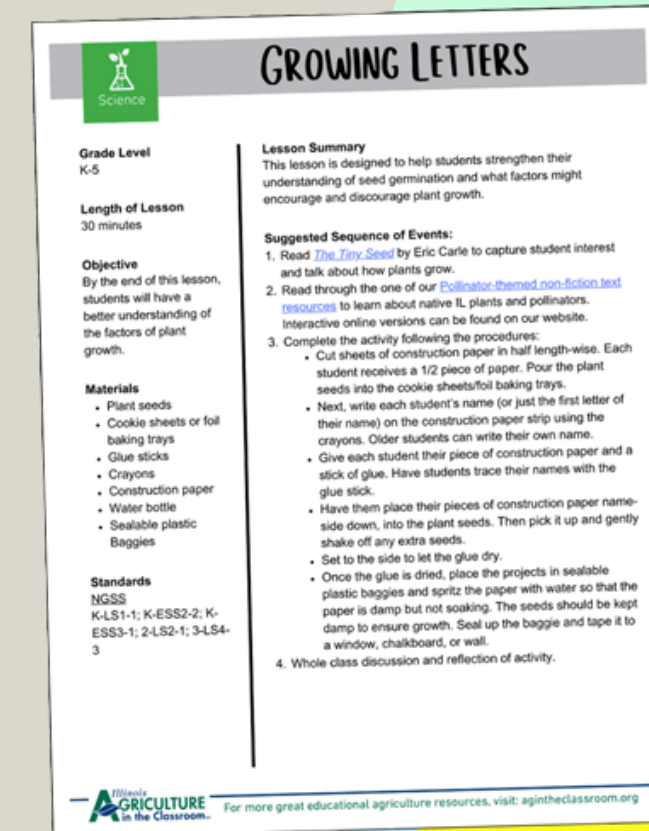 GROWING LETTERS
Science
Grade Level
K-5
Length of Lesson
30 minutes
Objective
By the end of this lesson,
students will have a
better understanding of
the factors of plant
growth.
Materials
• Plant seeds
• Cookie sheets or foil
baking trays
• Glue sticks
• Crayons
• Construction paper
• Water bottle
• Sealable plastic
Baggies
Standards
NGSS
K-LS1-1; K-ESS2-2; K-
ESS3-1; 2-LS2-1; 3-LS4-
3
Lesson Summary
This lesson is designed to help students strengthen their
understanding of seed germination and what factors might
encourage and discourage plant growth.
Suggested Sequence of Events:
1. Read The Tiny Seed by Eric Carle to capture student interest
and talk about how plants grow.
2. Read through the one of our Pollinator-themed non-fiction text
resources to learn about native IL plants and pollinators.
Interactive online versions can be found on our website.
3. Complete the activity following the procedures:
• Cut sheets of construction paper in half length-wise. Each
student receives a 1/2 piece of paper. Pour the plant
seeds into the cookie sheets/foil baking trays.
• Next, write each student's name (or just the first letter of
their name) on the construction paper strip using the
crayons. Older students can write their own name.
• Give each student their piece of construction paper and a
stick of glue. Have students trace their names with the
glue stick.
• Have them place their pieces of construction paper name-
side down, into the plant seeds. Then pick it up and gently
shake off any extra seeds.
• Set to the side to let the glue dry.
• Once the glue is dried, place the projects in sealable
plastic baggies and spritz the paper with water so that the
paper is damp but not soaking. The seeds should be kept
damp to ensure growth. Seal up the baggie and tape it to
a window, chalkboard, or wall.
4. Whole class discussion and reflection of activity.
Illinois
AGRICULTURE
in the Classroom
For more great educational agriculture resources, visit: agintheclassroom.org